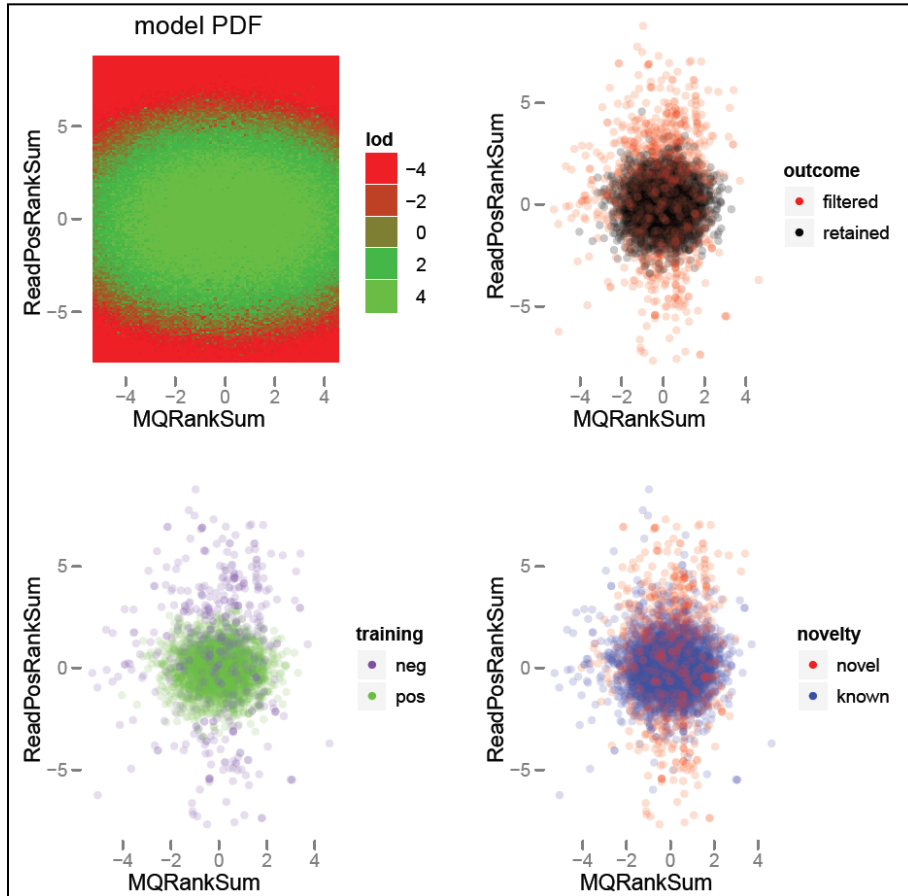 model PDF
ReadPosRankSum
5
0
−5
−4
−2
0
2
4
MQRankSum
lod
−4
−2
0
2
4
ReadPosRankSum
5
0
−5
−4
−2
0
2
4
MQRankSum
outcome
filtered
retained
ReadPosRankSum
5
0
−5
−4
−2
0
2
4
MQRankSum
training
neg
pos
ReadPosRankSum
5
0
−5
−4
−2
0
2
4
MQRankSum
novelty
novel
known